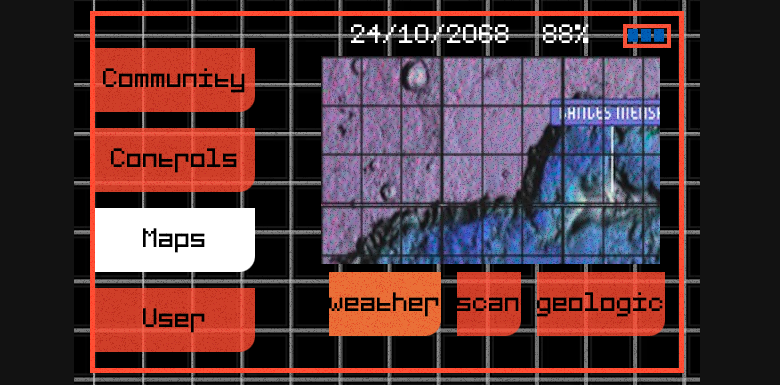 24/10/2068 88%
Community
Controls
Maps
User
weather scan geologic